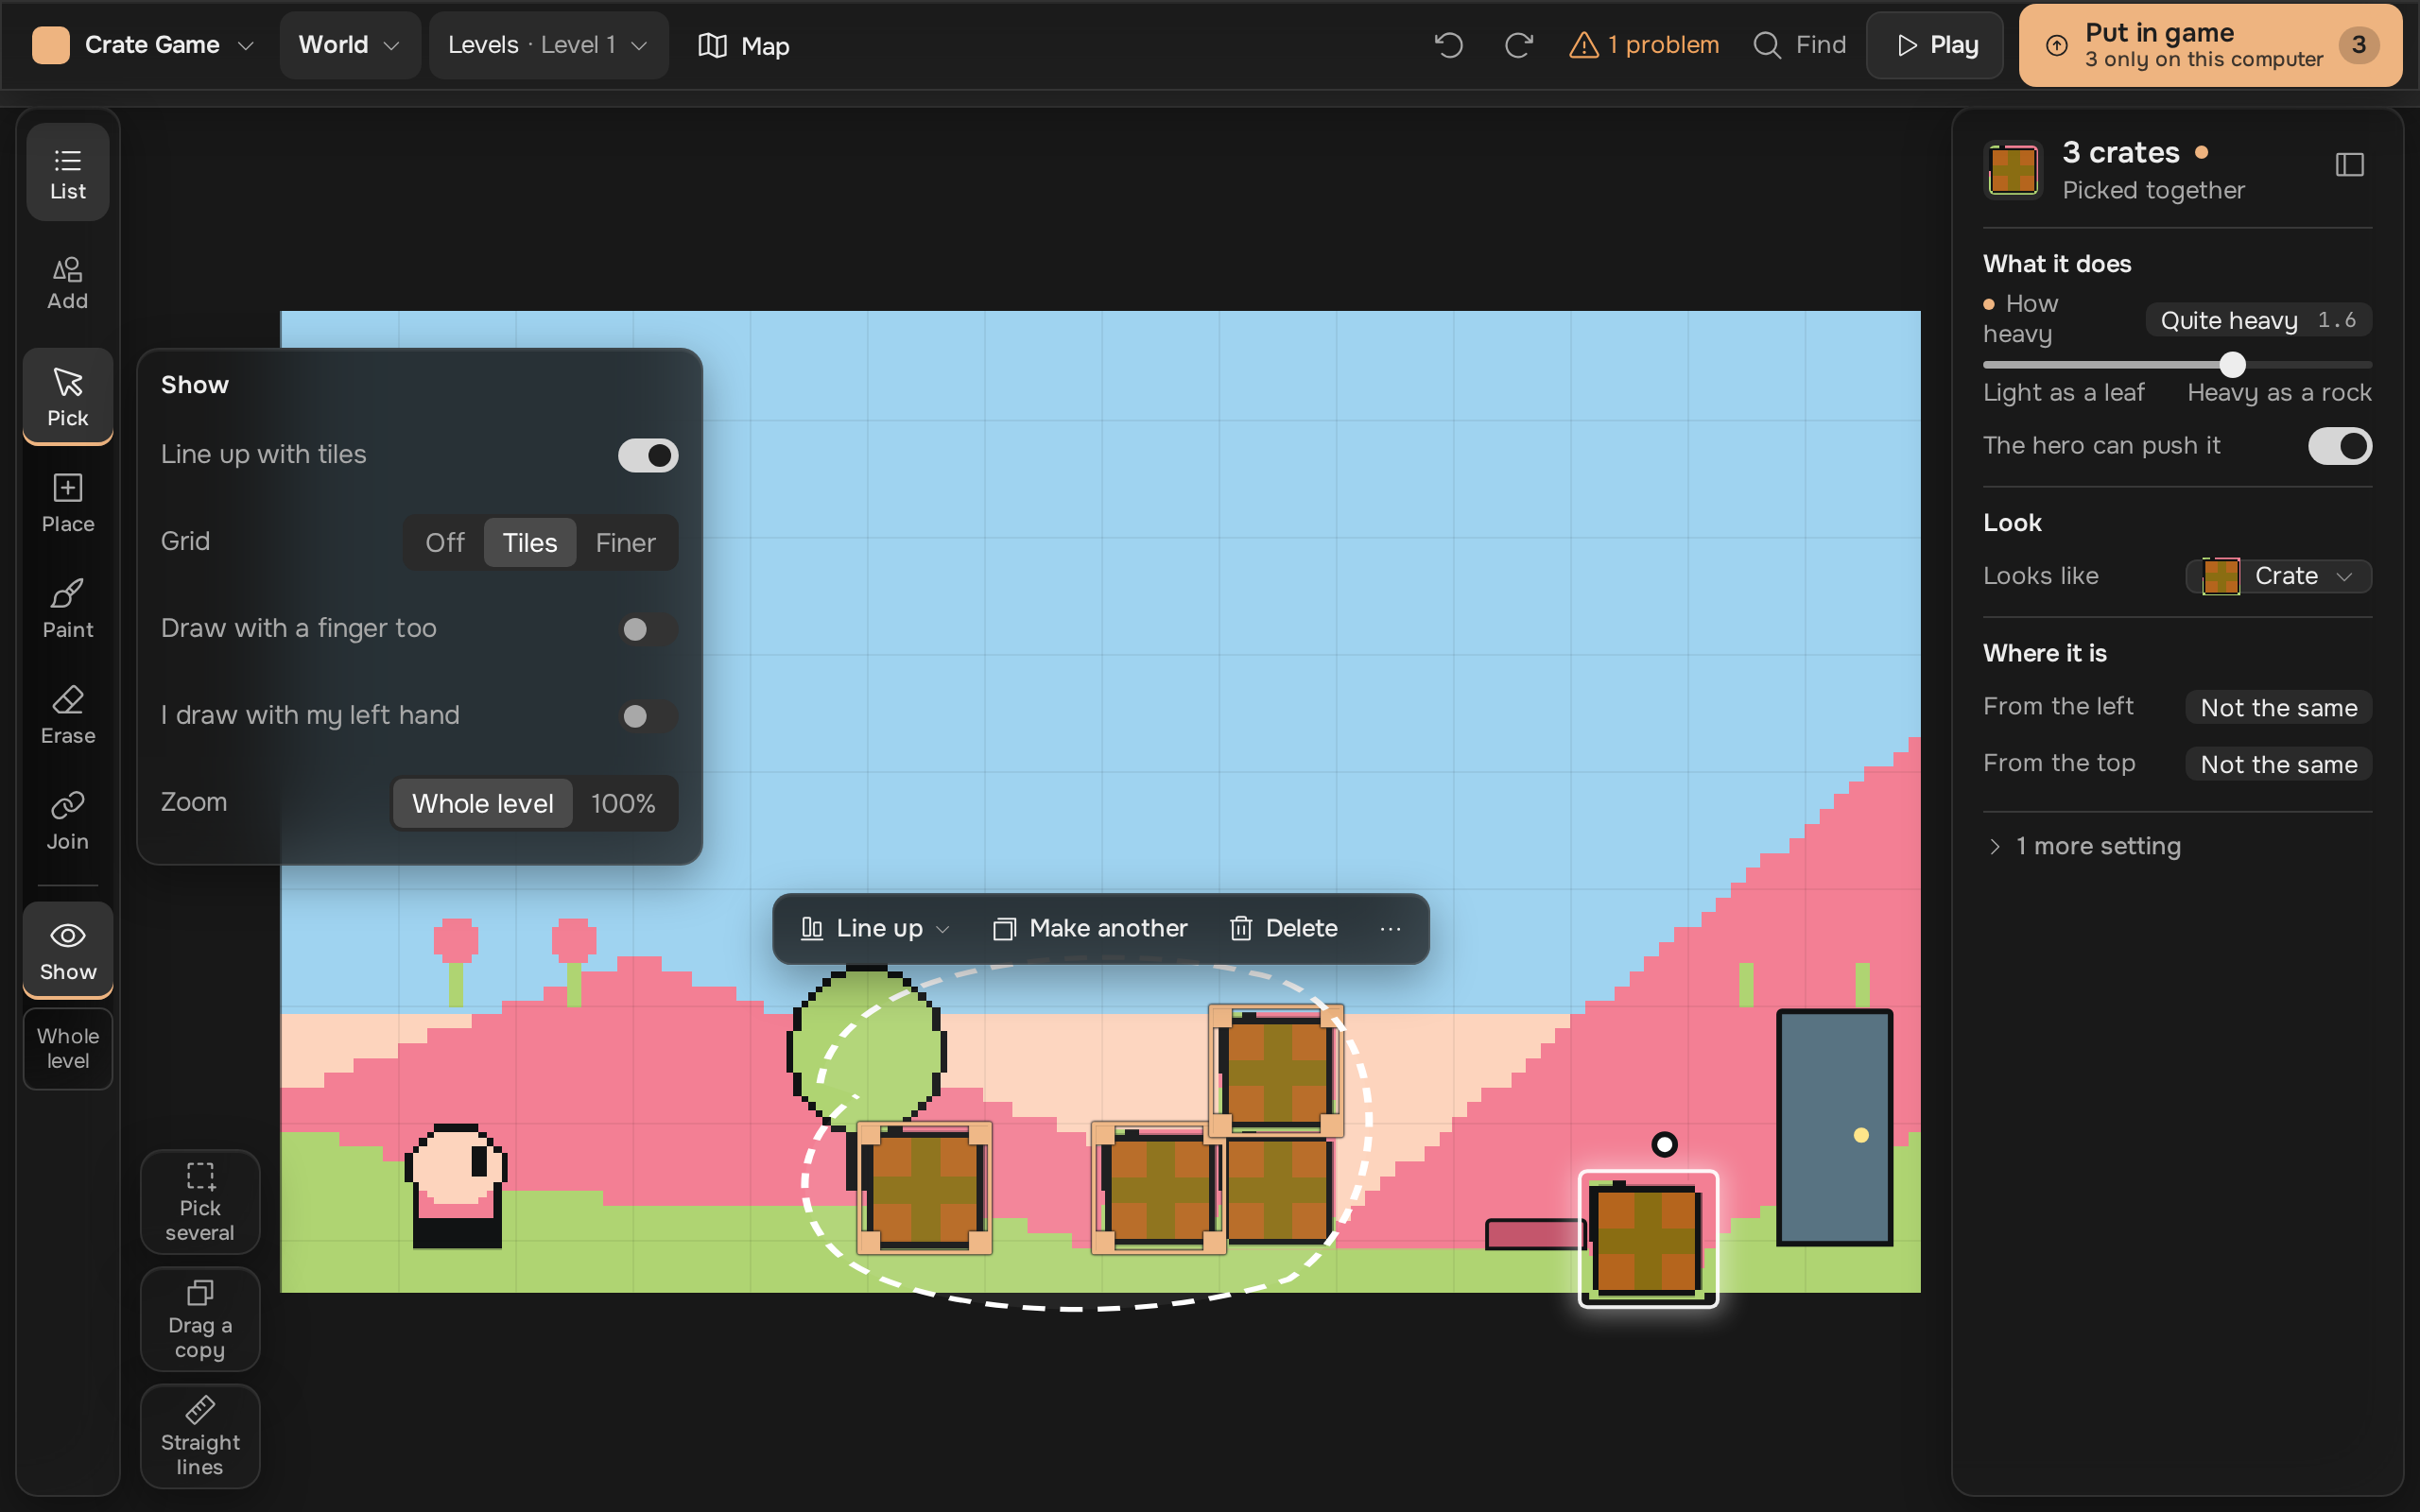 Crate Game
World
Levels · Level 1
Map
1 problem
Find
Play
Put in game
3 only on this computer
3
List
Add
Pick
Place
Paint
Erase
Join
Show
Whole
level
Show
Line up with tiles
Grid
Off
Tiles
Finer
Draw with a finger too
I draw with my left hand
Zoom
Whole level
100%
Line up
Make another
Delete
Pick
several
Drag a
copy
Straight
lines
3 crates
Picked together
What it does
How
heavy
Quite heavy 1.6
Light as a leaf
Heavy as a rock
The hero can push it
Look
Looks like
Crate
Where it is
From the left
Not the same
From the top
Not the same
1 more setting